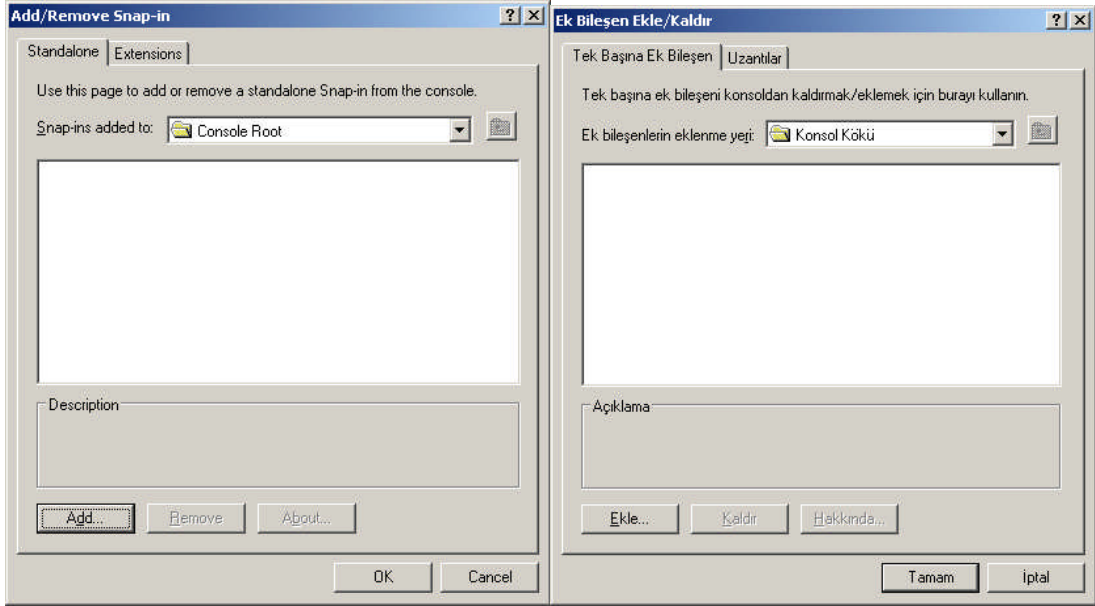 Add/Remove Snap-in
Standalone
Extensions
Use this page to add or remove a standalone Snap-in from the console.
Snap-ins added to:
Console Root
Description
Add...
Remove
About...
OK
Cancel
Ek Bileşen Ekle/Kaldır
Tek Başına Ek Bileşen
Uzantılar
Tek başına ek bileşeni konsoldan kaldırmak/eklemek için burayı kullanın.
Ek bileşenlerin eklenme yeri:
Konsol Kökü
Açıklama
Ekle...
Kaldır
Hakkında...
Tamam
İptal